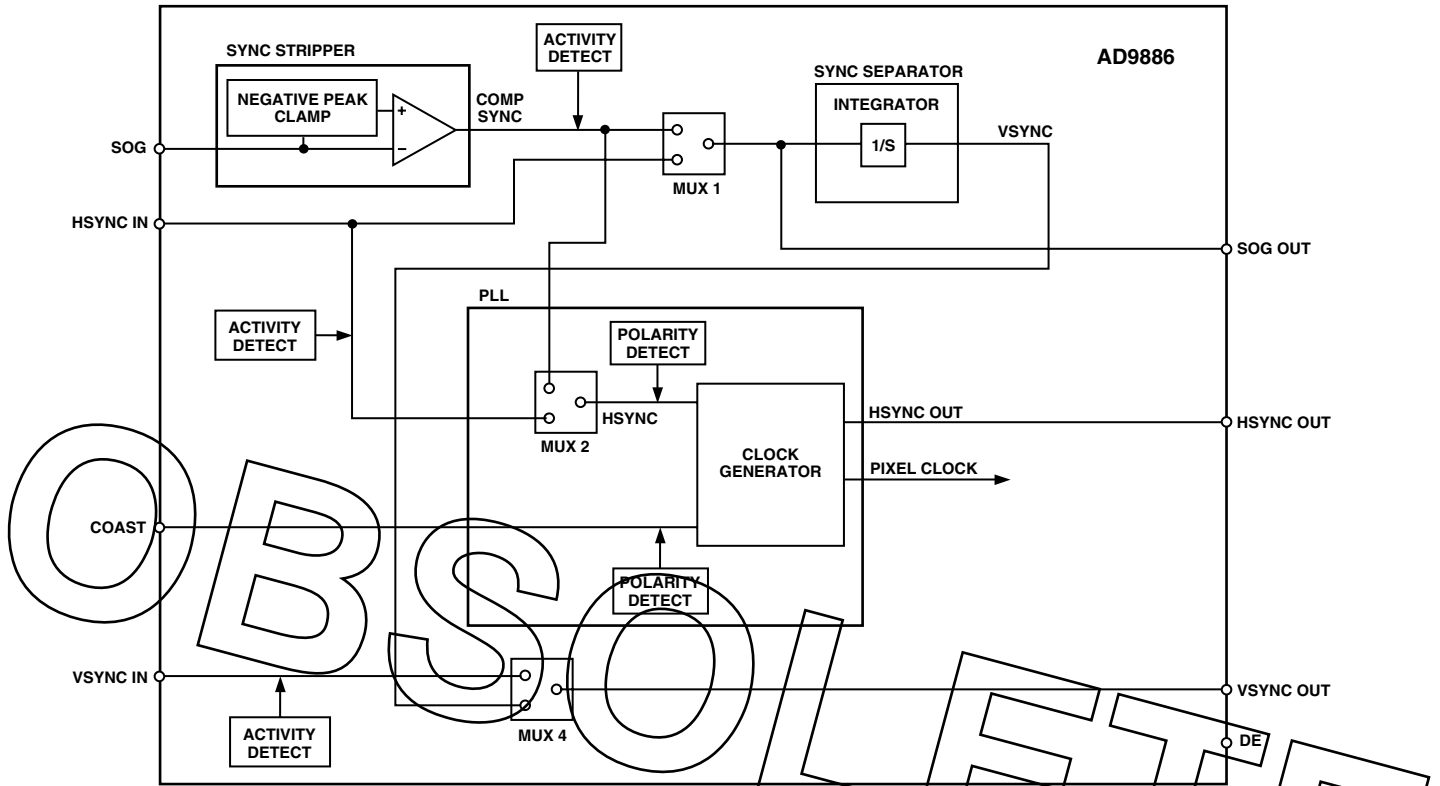 AD9886
SYNC STRIPPER
NEGATIVE PEAK
CLAMP
+
−
COMP
SYNC
ACTIVITY
DETECT
MUX 1
SYNC SEPARATOR
INTEGRATOR
1/S
VSYNC
SOG
HSYNC IN
SOG OUT
ACTIVITY
DETECT
PLL
POLARITY
DETECT
MUX 2
HSYNC
CLOCK
GENERATOR
HSYNC OUT
HSYNC OUT
PIXEL CLOCK
COAST
POLARITY
DETECT
VSYNC IN
ACTIVITY
DETECT
MUX 4
VSYNC OUT
DE
OBSOLETE